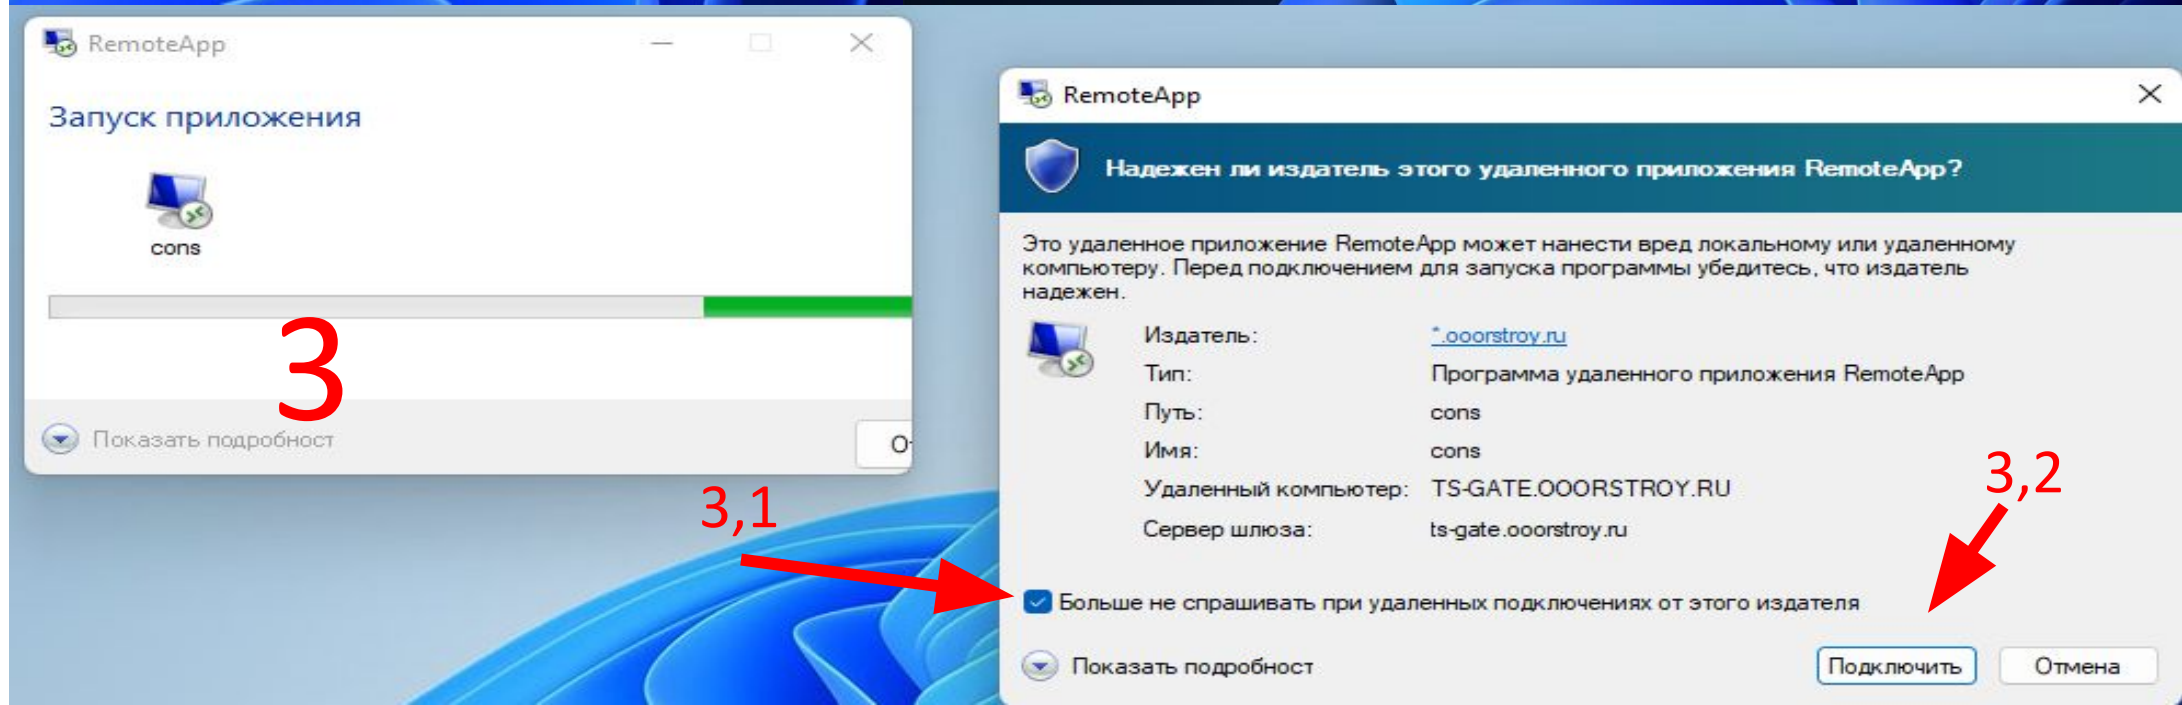 RemoteApp
Запуск приложения
cons
3
Показать подробност
3,1
RemoteApp
Надежен ли издатель этого удаленного приложения RemoteApp?
Это удаленное приложение RemoteApp может нанести вред локальному или удаленному
компьютеру. Перед подключением для запуска программы убедитесь, что издатель
надежен.
Издатель: *.ooorstroy.ru
Тип: Программа удаленного приложения RemoteApp
Путь: cons
Имя: cons
Удаленный компьютер: TS-GATE.OOORSTROY.RU
Сервер шлюза: ts-gate.ooorstroy.ru
3,2
Больше не спрашивать при удаленных подключениях от этого издателя
Показать подробност
Подключить Отмена